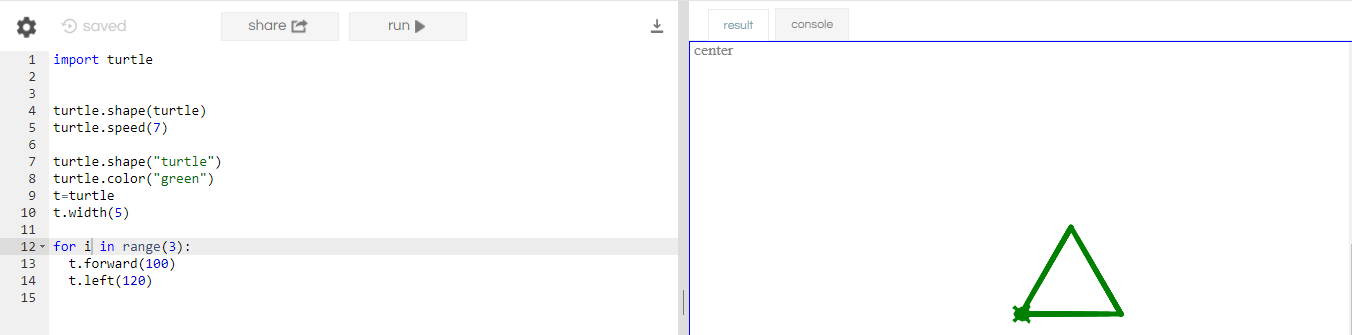 saved share run
result console
1 import turtle
2
3
4 turtle.shape(turtle)
5 turtle.speed(7)
6
7 turtle.shape("turtle")
8 turtle.color("green")
9 t=turtle
10 t.width(5)
11
12 for i in range(3):
13 t.forward(100)
14 t.left(120)
15
center